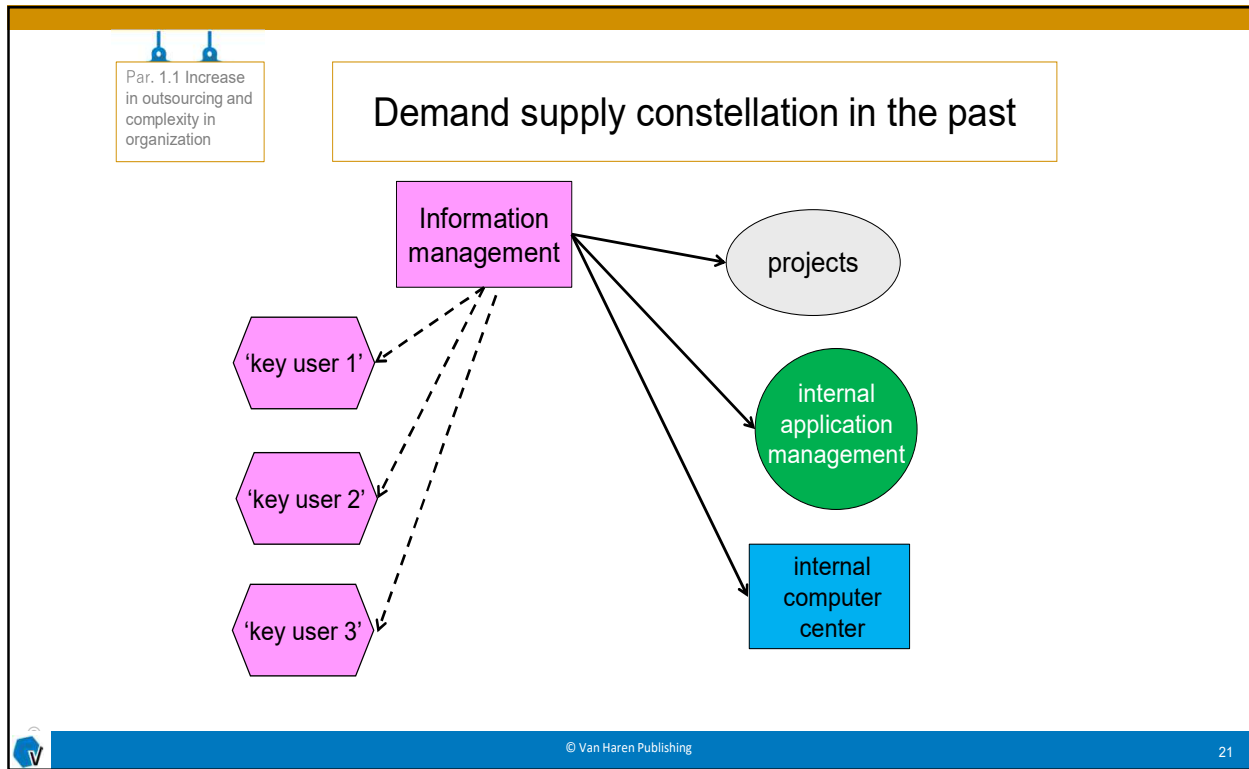 Par. 1.1 Increase
in outsourcing and
complexity in
organization
Demand supply constellation in the past
Information
management
projects
‘key user 1’
internal
application
management
‘key user 2’
internal
computer
center
‘key user 3’
© Van Haren Publishing
21